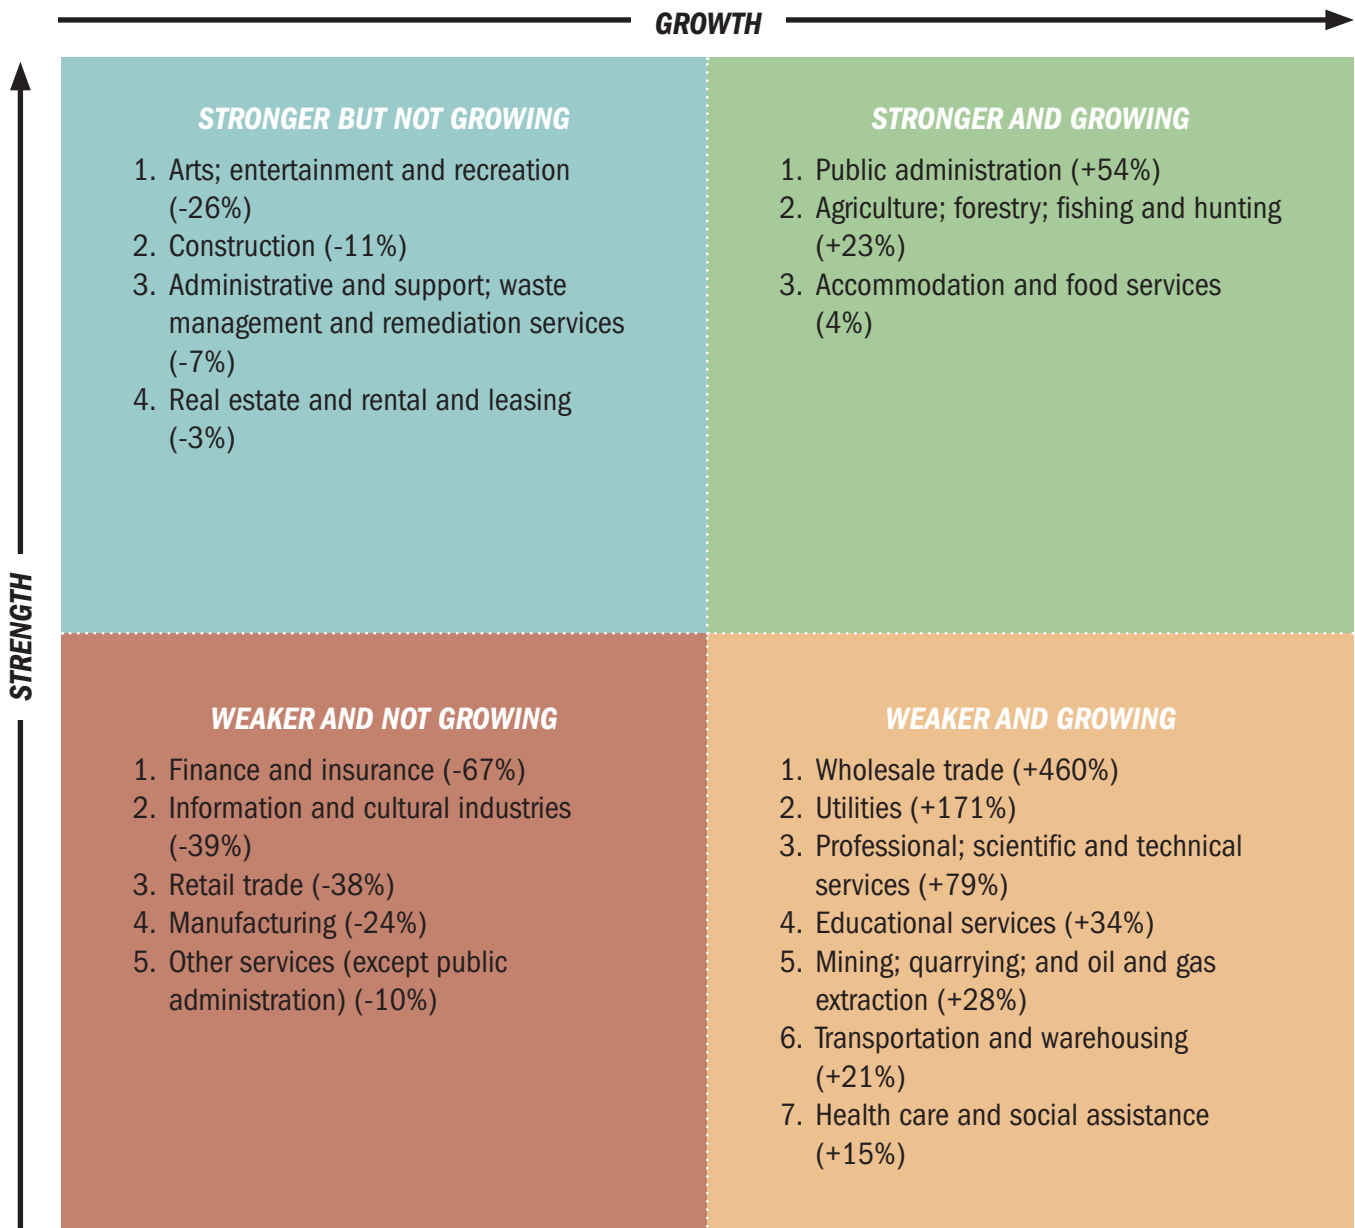 GROWTH
STRENGTH
STRONGER BUT NOT GROWING
1. Arts; entertainment and recreation
(-26%)
2. Construction (-11%)
3. Administrative and support; waste
management and remediation services
(-7%)
4. Real estate and rental and leasing
(-3%)
STRONGER AND GROWING
1. Public administration (+54%)
2. Agriculture; forestry; fishing and hunting
(+23%)
3. Accommodation and food services
(4%)
WEAKER AND NOT GROWING
1. Finance and insurance (-67%)
2. Information and cultural industries
(-39%)
3. Retail trade (-38%)
4. Manufacturing (-24%)
5. Other services (except public
administration) (-10%)
WEAKER AND GROWING
1. Wholesale trade (+460%)
2. Utilities (+171%)
3. Professional; scientific and technical
services (+79%)
4. Educational services (+34%)
5. Mining; quarrying; and oil and gas
extraction (+28%)
6. Transportation and warehousing
(+21%)
7. Health care and social assistance
(+15%)